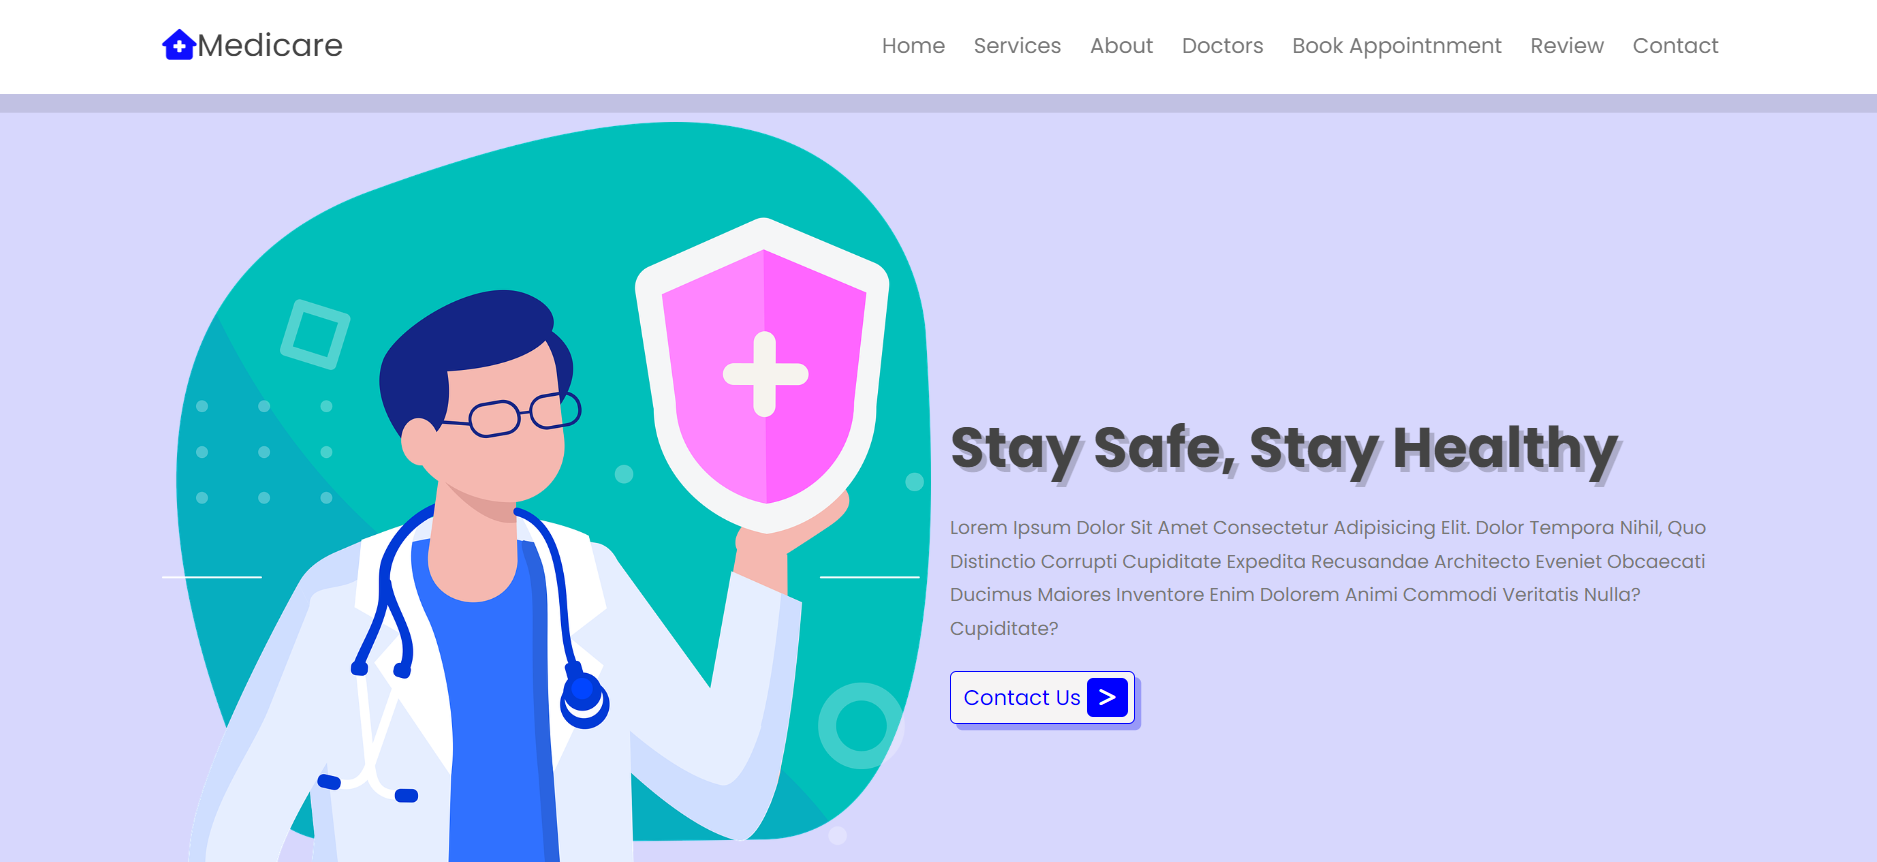 Medicare
Home Services About Doctors Book Appointnment Review Contact
Stay Safe, Stay Healthy
Lorem Ipsum Dolor Sit Amet Consectetur Adipisicing Elit. Dolor Tempora Nihil, Quo
Distinctio Corrupti Cupiditate Expedita Recusandae Architecto Eveniet Obcaecati
Ducimus Maiores Inventore Enim Dolorem Animi Commodi Veritatis Nulla?
Cupiditate?
Contact Us >